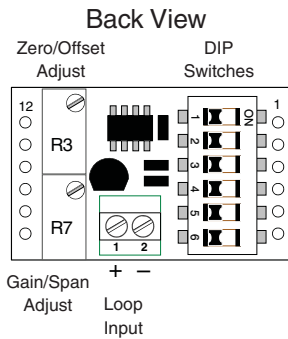 Back View
Zero/Offset
Adjust
DIP
Switches
12
1
R3
R7
ON
1
2
3
4
5
6
1 2
+ –
Gain/Span
Adjust
Loop
Input